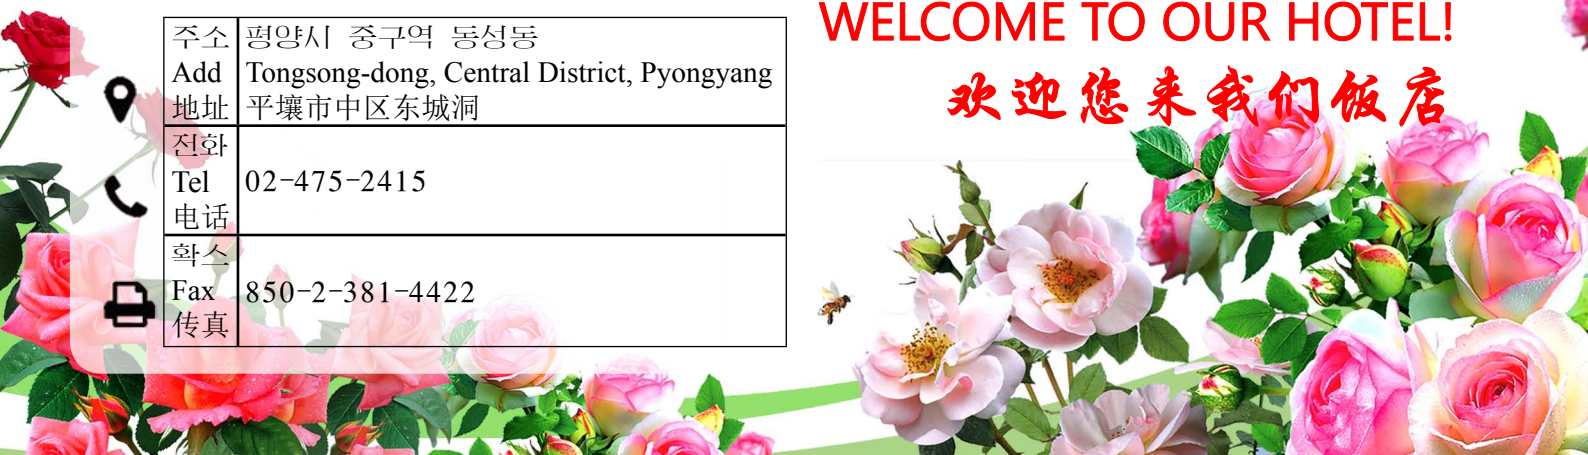 주소 평양시 중구역 동성동
Add Tongsong-dong, Central District, Pyongyang
地址 平壤市中区东城洞
전화
Tel 02-475-2415
电话
확스
Fax 850-2-381-4422
传真
WELCOME TO OUR HOTEL!
欢迎您来我们饭店